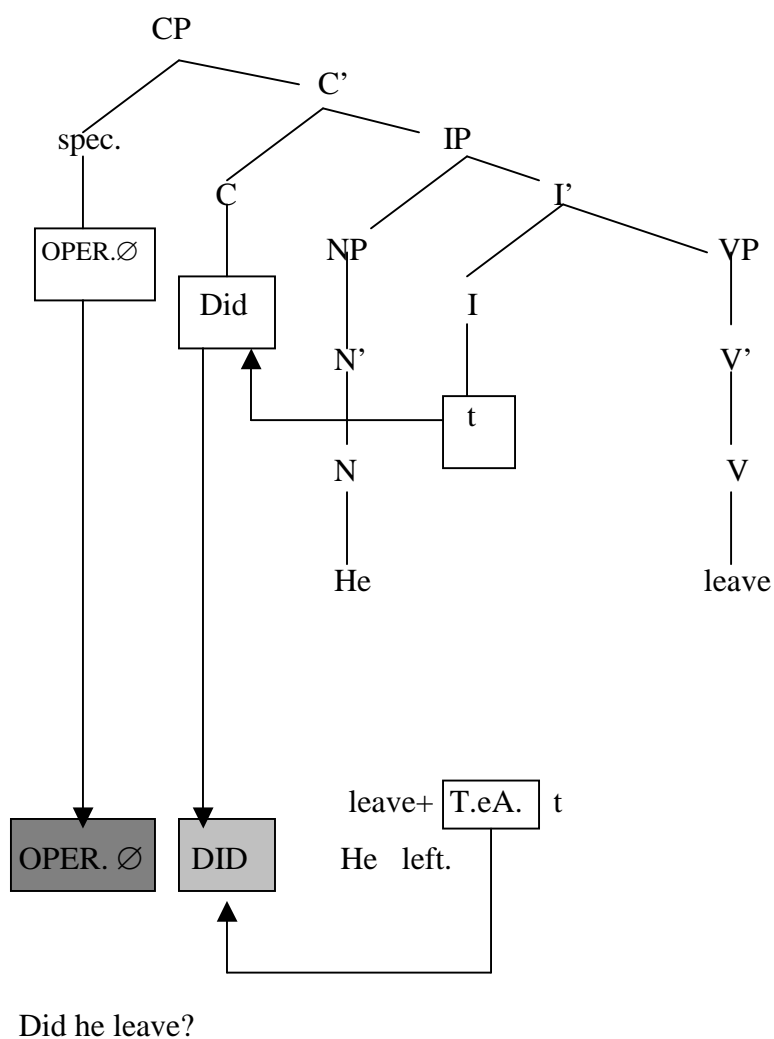 CP
C’
spec. IP
C I’
OPER.∅ NP VP
Did I
N’ V’
t
N V
He leave
leave+ T.eA. t
OPER. ∅ DID He left.
Did he leave?